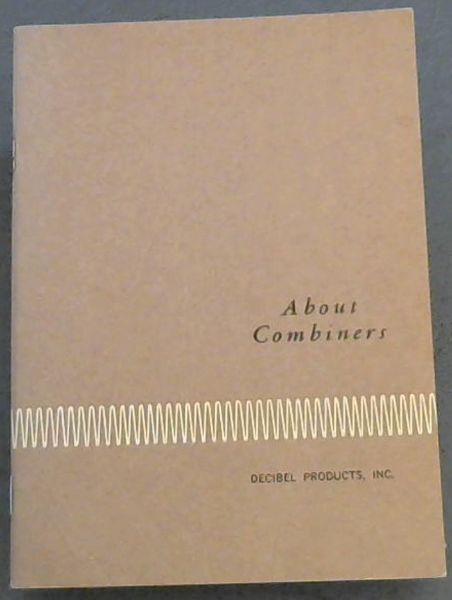 About
Combiners
DECIBEL PRODUCTS, INC.